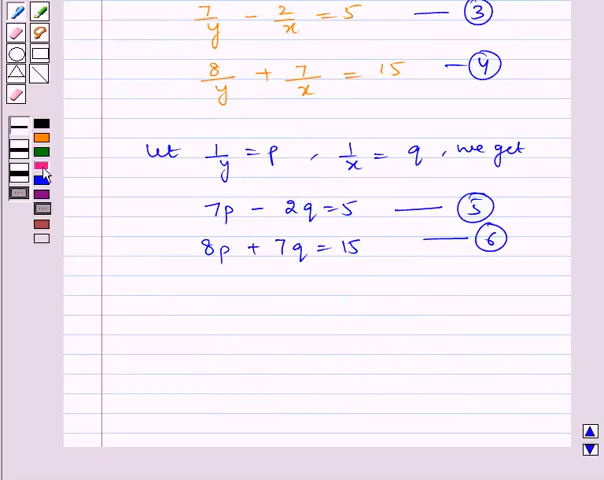 7/y - 2/x = 5 — 3
8/y + 7/x = 15 — 4
Let 1/y = p, 1/x = q, we get
7p - 2q = 5 — 5
8p + 7q = 15 — 6